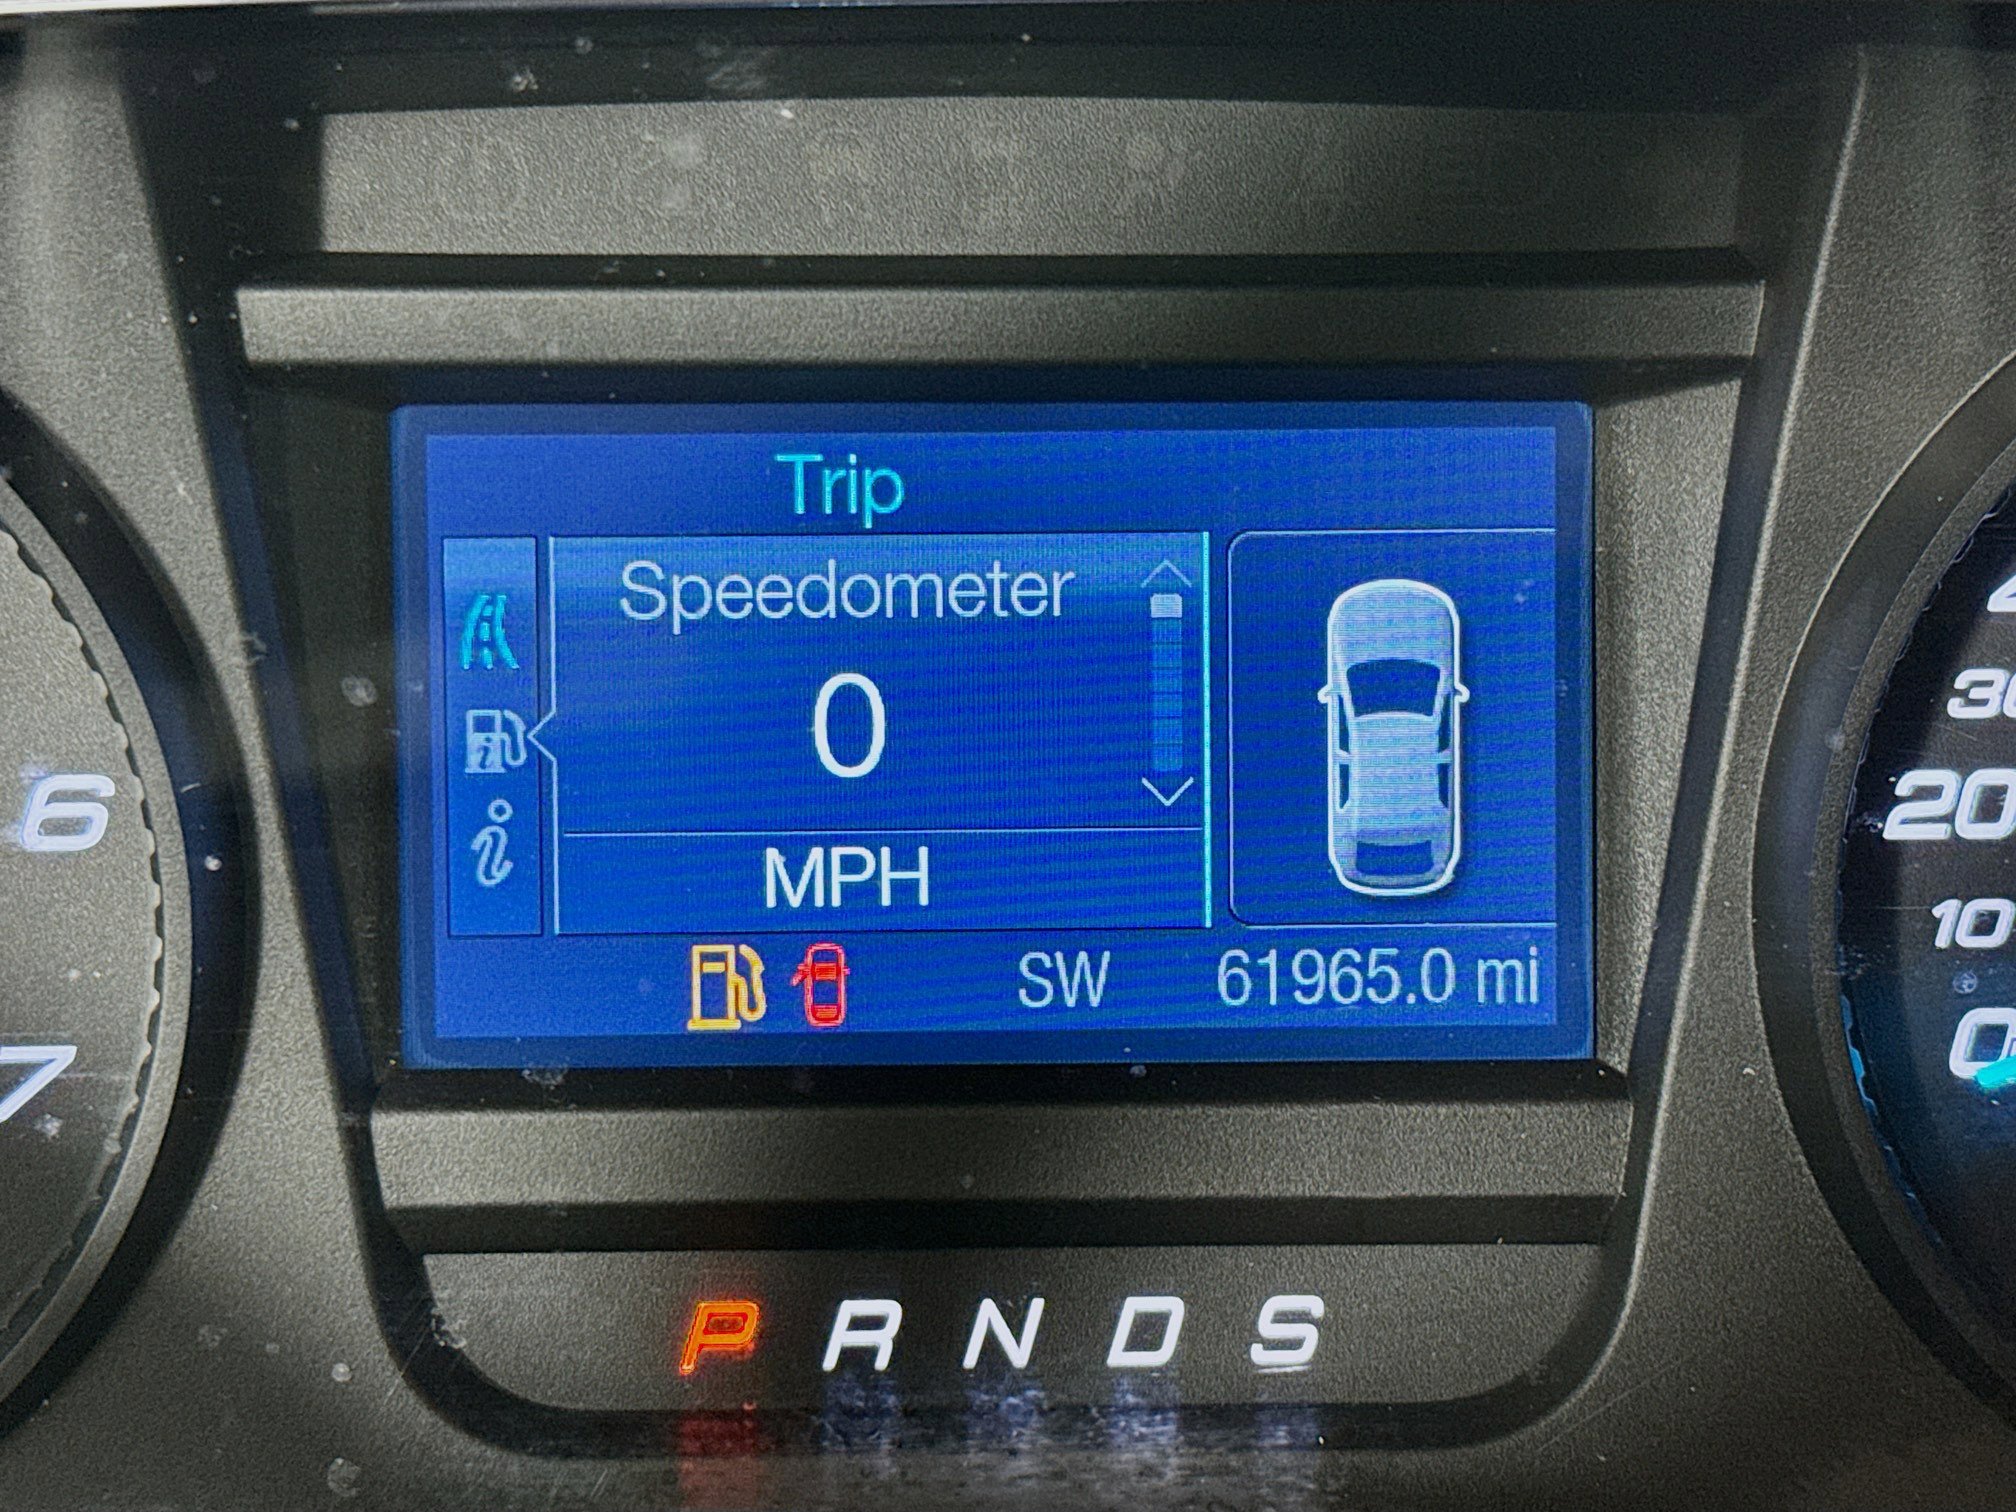 Trip
Speedometer
0
MPH
SW 61965.0 mi
P R N D S
6
7
20
10
0